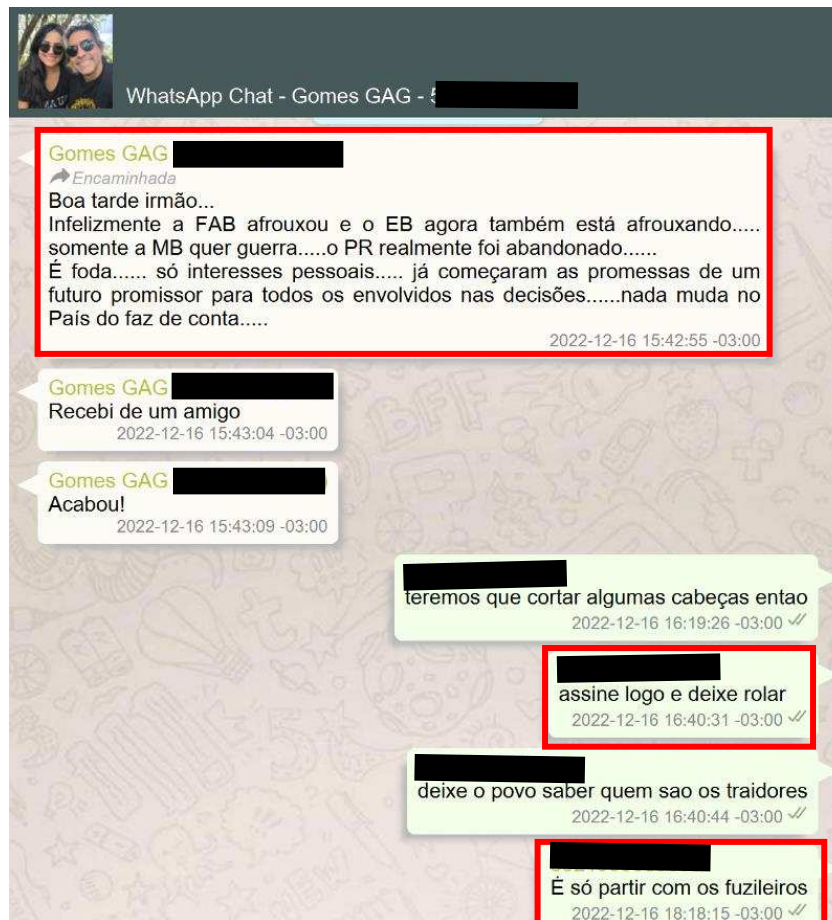 WhatsApp Chat - Gomes GAG - 5
Gomes GAG
Encaminhada
Boa tarde irmão...
Infelizmente a FAB afrouxou e o EB agora também está afrouxando.....
somente a MB quer guerra.....o PR realmente foi abandonado......
É foda...... só interesses pessoais..... já começaram as promessas de um
futuro promissor para todos os envolvidos nas decisões......nada muda no
País do faz de conta.....
2022-12-16 15:42:55 -03:00
Gomes GAG
Recebi de um amigo
2022-12-16 15:43:04 -03:00
Gomes GAG
Acabou!
2022-12-16 15:43:09 -03:00
teremos que cortar algumas cabeças entao
2022-12-16 16:19:26 -03:00
assine logo e deixe rolar
2022-12-16 16:40:31 -03:00
deixe o povo saber quem sao os traidores
2022-12-16 16:40:44 -03:00
É só partir com os fuzileiros
2022-12-16 18:18:15 -03:00